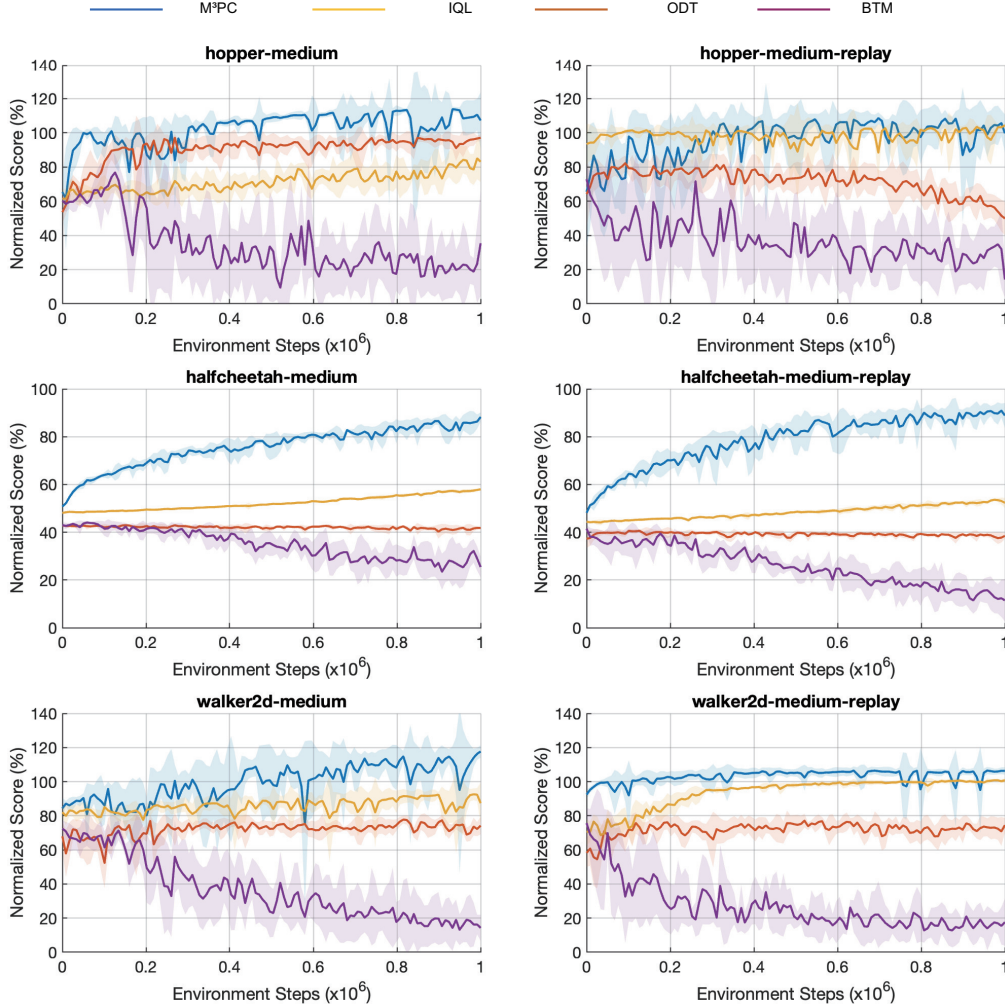 M³PC IQL ODT BTM
hopper-medium
Normalized Score (%)
140
120
100
80
60
40
20
0
0 0.2 0.4 0.6 0.8 1
Environment Steps (x10⁶)
hopper-medium-replay
Normalized Score (%)
140
120
100
80
60
40
20
0
0 0.2 0.4 0.6 0.8 1
Environment Steps (x10⁶)
halfcheetah-medium
Normalized Score (%)
100
80
60
40
20
0
0 0.2 0.4 0.6 0.8 1
Environment Steps (x10⁶)
halfcheetah-medium-replay
Normalized Score (%)
100
80
60
40
20
0
0 0.2 0.4 0.6 0.8 1
Environment Steps (x10⁶)
walker2d-medium
Normalized Score (%)
140
120
100
80
60
40
20
0
0 0.2 0.4 0.6 0.8 1
Environment Steps (x10⁶)
walker2d-medium-replay
Normalized Score (%)
140
120
100
80
60
40
20
0
0 0.2 0.4 0.6 0.8 1
Environment Steps (x10⁶)